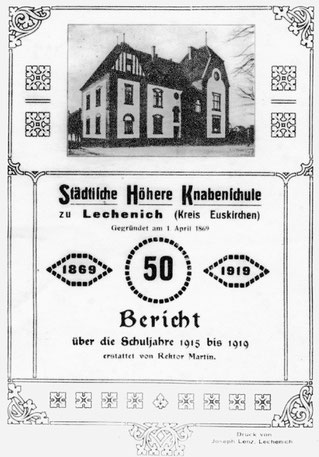 Städtische Höhere Knabenschule
zu Lechenich (Kreis Euskirchen)
Gegründet am 1 April 1869
1869
50
1919
Bericht
über die Schuljahre 1915 bis 1919
erstattet von Rektor Martin.
Druck von
Joseph Lenz, Lechenich